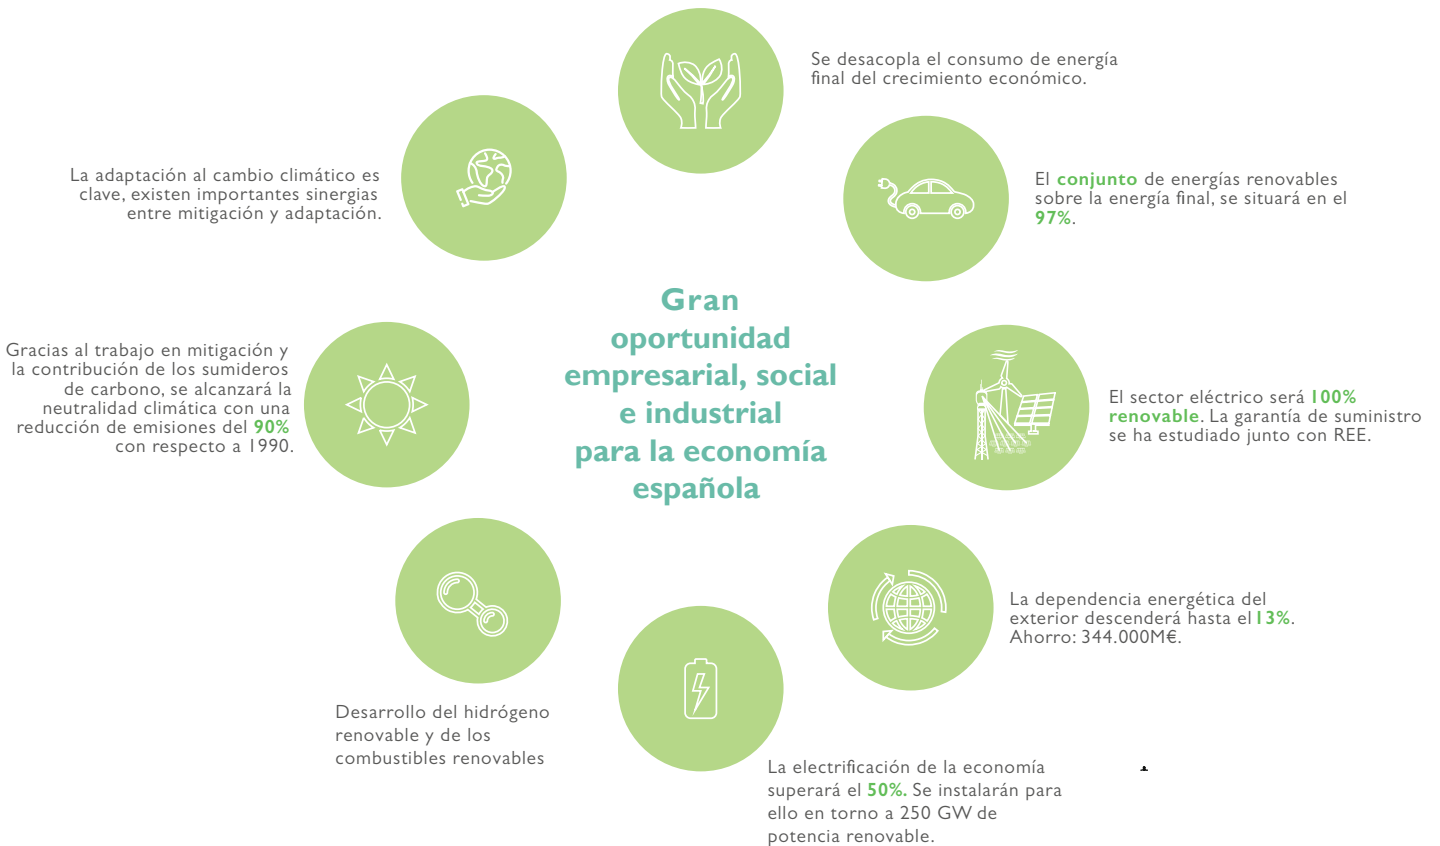 Se desacopla el consumo de energía
final del crecimiento económico.
El conjunto de energías renovables
sobre la energía final, se situará en el
97%.
El sector eléctrico será 100%
renovable. La garantía de suministro
se ha estudiado junto con REE.
La dependencia energética del
exterior descenderá hasta el 13%.
Ahorro: 344.000M€.
La electrificación de la economía
superará el 50%. Se instalarán para
ello en torno a 250 GW de
potencia renovable.
Desarrollo del hidrógeno
renovable y de los
combustibles renovables
Gracias al trabajo en mitigación y
la contribución de los sumideros
de carbono, se alcanzará la
neutralidad climática con una
reducción de emisiones del 90%
con respecto a 1990.
La adaptación al cambio climático es
clave, existen importantes sinergias
entre mitigación y adaptación.
Gran
oportunidad
empresarial, social
e industrial
para la economía
española